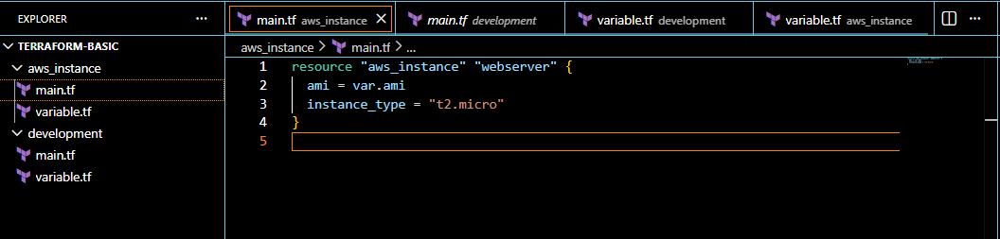 EXPLORER ...
TERRAFORM-BASIC
aws_instance
main.tf
variable.tf
development
main.tf
variable.tf
main.tf aws_instance main.tf development variable.tf development variable.tf aws_instance ...
aws_instance > main.tf > ...
1 resource "aws_instance" "webserver" {
2 ami = var.ami
3 instance_type = "t2.micro"
4 }
5